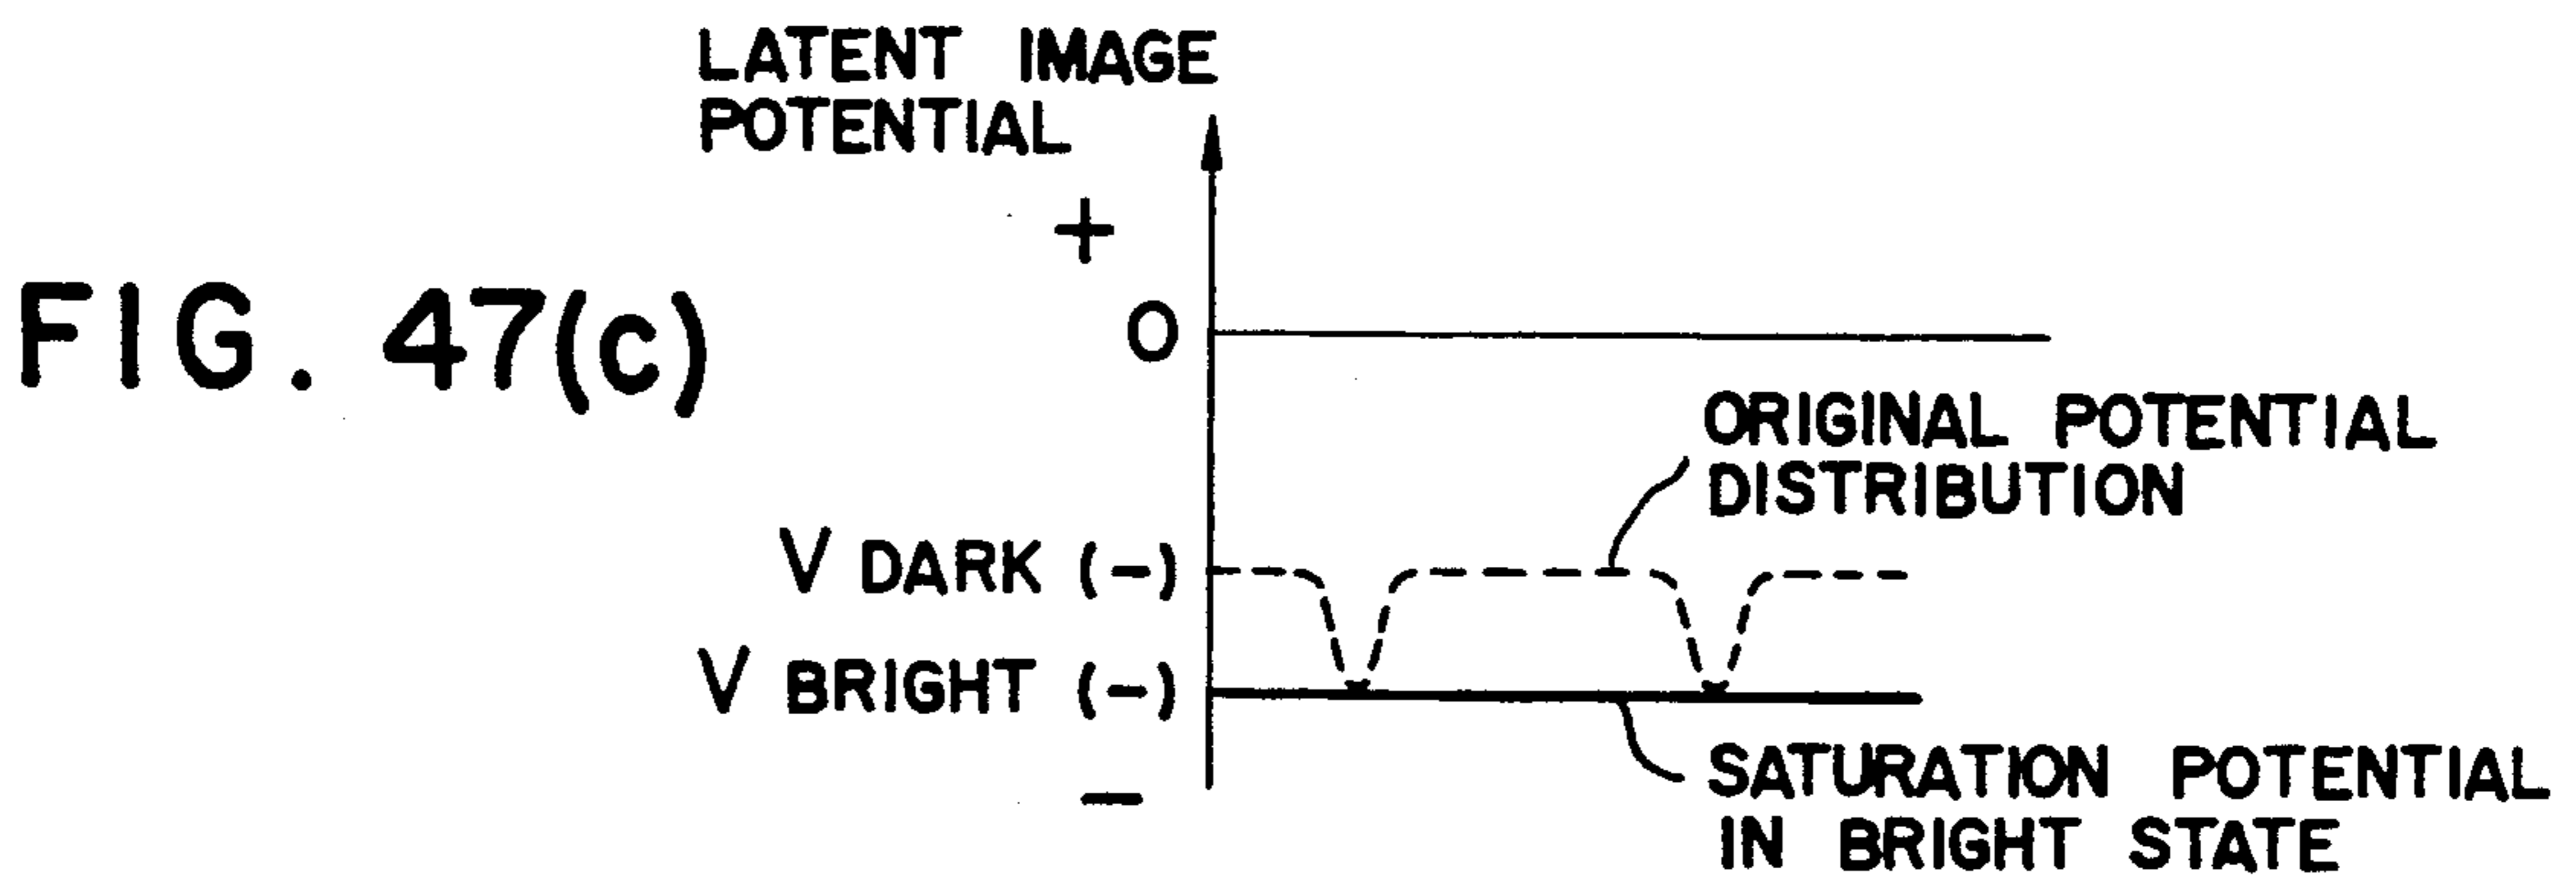 LATENT IMAGE
POTENTIAL
+
FIG. 47(c)
0
ORIGINAL POTENTIAL
DISTRIBUTION
V DARK (-)
V BRIGHT (-)
-
SATURATION POTENTIAL
IN BRIGHT STATE